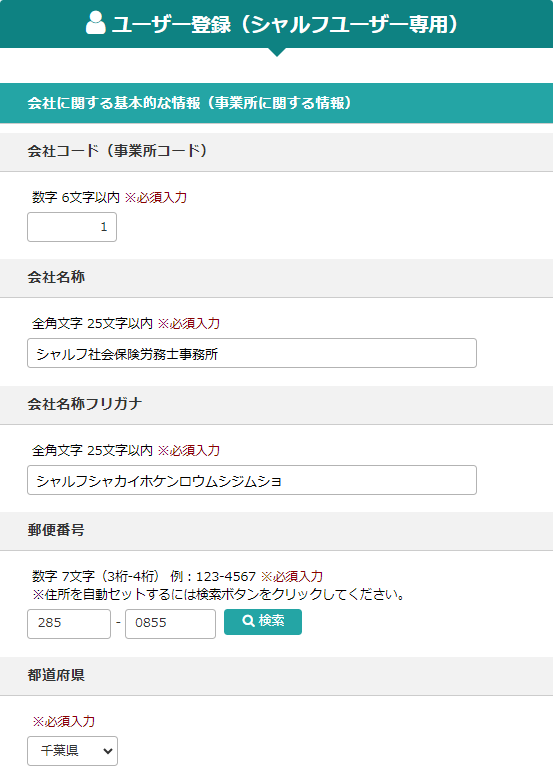 ユーザー登録（シャルフユーザー専用）
会社に関する基本的な情報（事業所に関する情報）
会社コード（事業所コード）
数字 6文字以内 ※必須入力
1
会社名称
全角文字 25文字以内 ※必須入力
シャルフ社会保険労務士事務所
会社名称フリガナ
全角文字 25文字以内 ※必須入力
シャルフシャカイホケンロウムシジムショ
郵便番号
数字 7文字（3桁-4桁） 例：123-4567 ※必須入力
※住所を自動セットするには検索ボタンをクリックしてください。
285 - 0855 検索
都道府県
※必須入力
千葉県